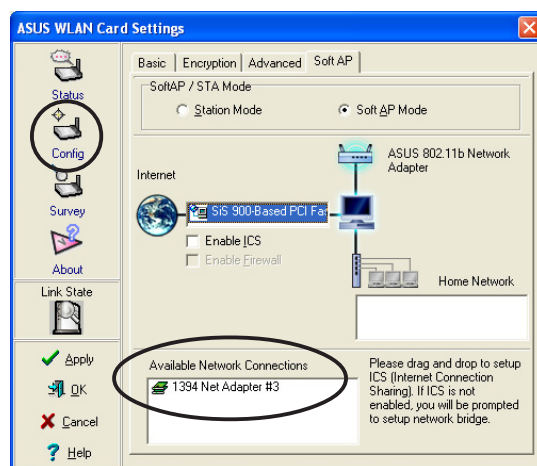 ASUS WLAN Card Settings
Status
Config
Survey
About
Link State
Apply
OK
Cancel
Help
Basic
Encryption
Advanced
Soft AP
SoftAP / STA Mode
Station Mode
Soft AP Mode
Internet
ASUS 802.11b Network
Adapter
SiS 900-Based PCI Fas
Enable ICS
Enable Firewall
Home Network
Available Network Connections
1394 Net Adapter #3
Please drag and drop to setup
ICS (Internet Connection
Sharing). If ICS is not
enabled, you will be prompted
to setup network bridge.